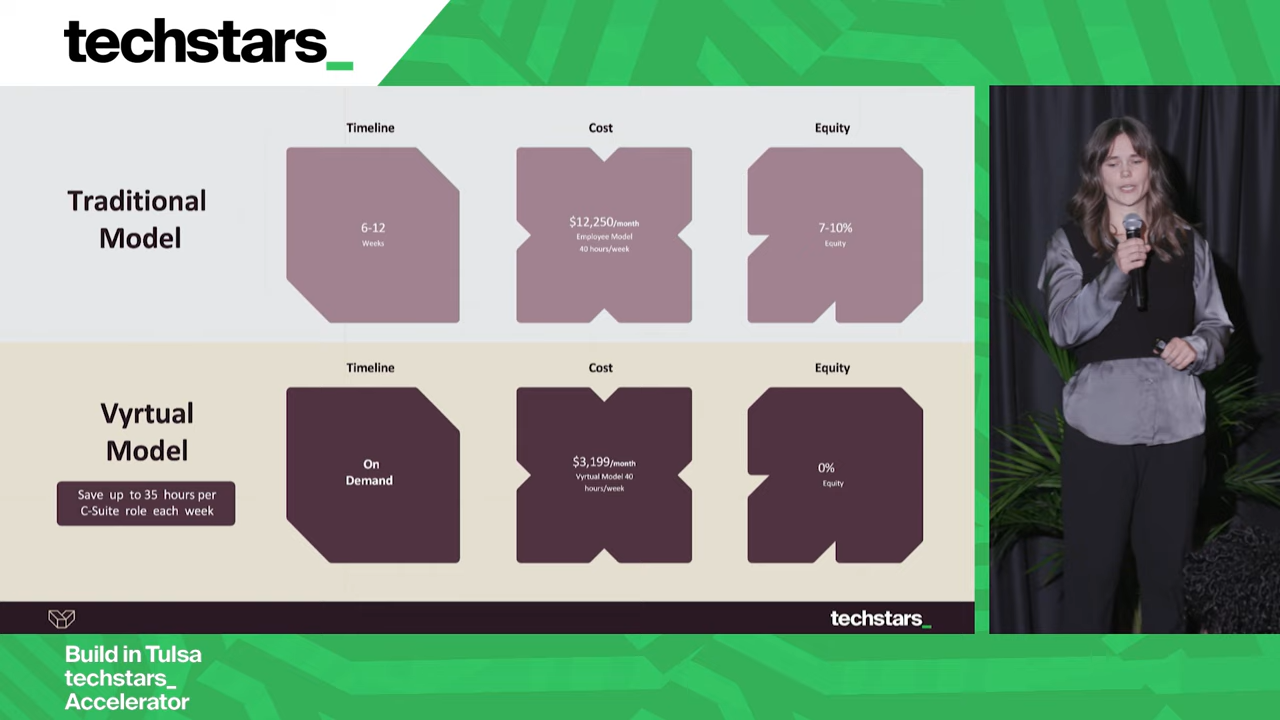 techstars_
Timeline
Cost
Equity
Traditional
Model
6-12
Weeks
$12,250/month
Employee Model
40 hours/week
7-10%
Equity
Timeline
Cost
Equity
Vyrtual
Model
Save up to 35 hours per
C-Suite role each week
On
Demand
$3,199/month
Vyrtual Model 40
hours/week
0%
Equity
techstars_
Build in Tulsa
techstars_
Accelerator